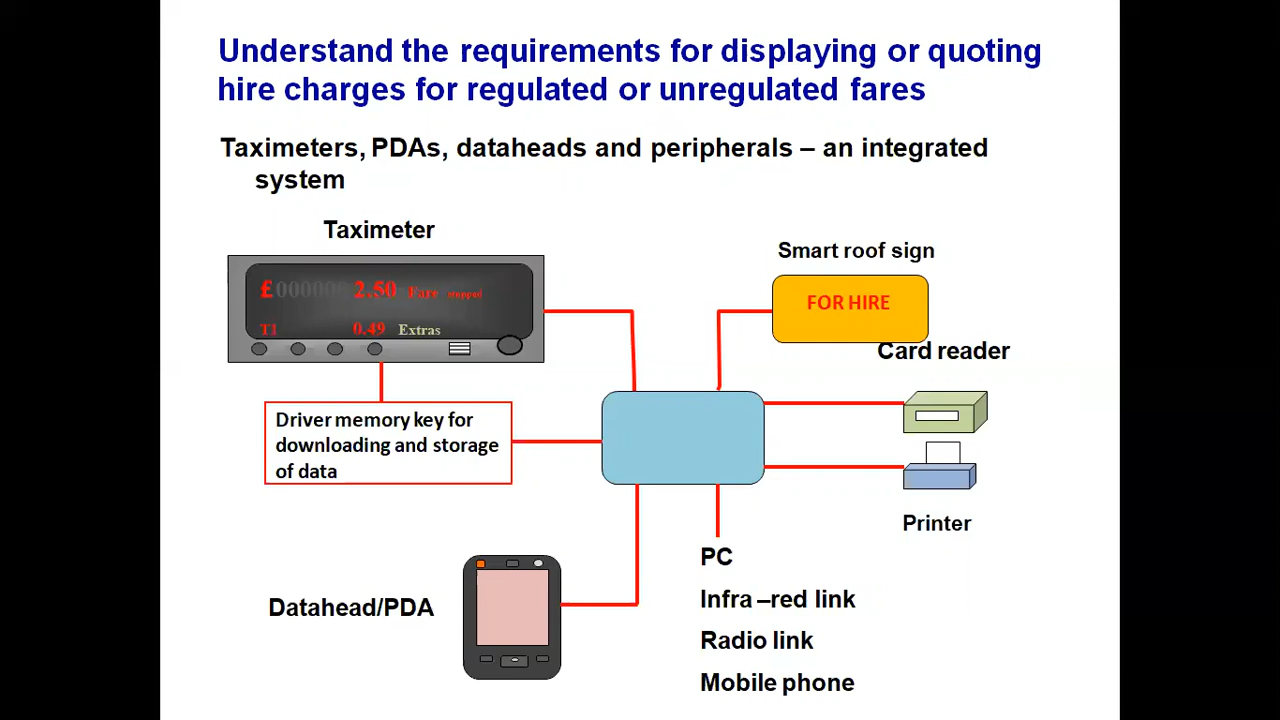 Understand the requirements for displaying or quoting
hire charges for regulated or unregulated fares
Taximeters, PDAs, dataheads and peripherals – an integrated
system
Taximeter
Smart roof sign
£000000 2.50 Fare stopped
FOR HIRE
T1 0.49 Extras
Card reader
Driver memory key for
downloading and storage
of data
Printer
PC
Datahead/PDA
Infra –red link
Radio link
Mobile phone